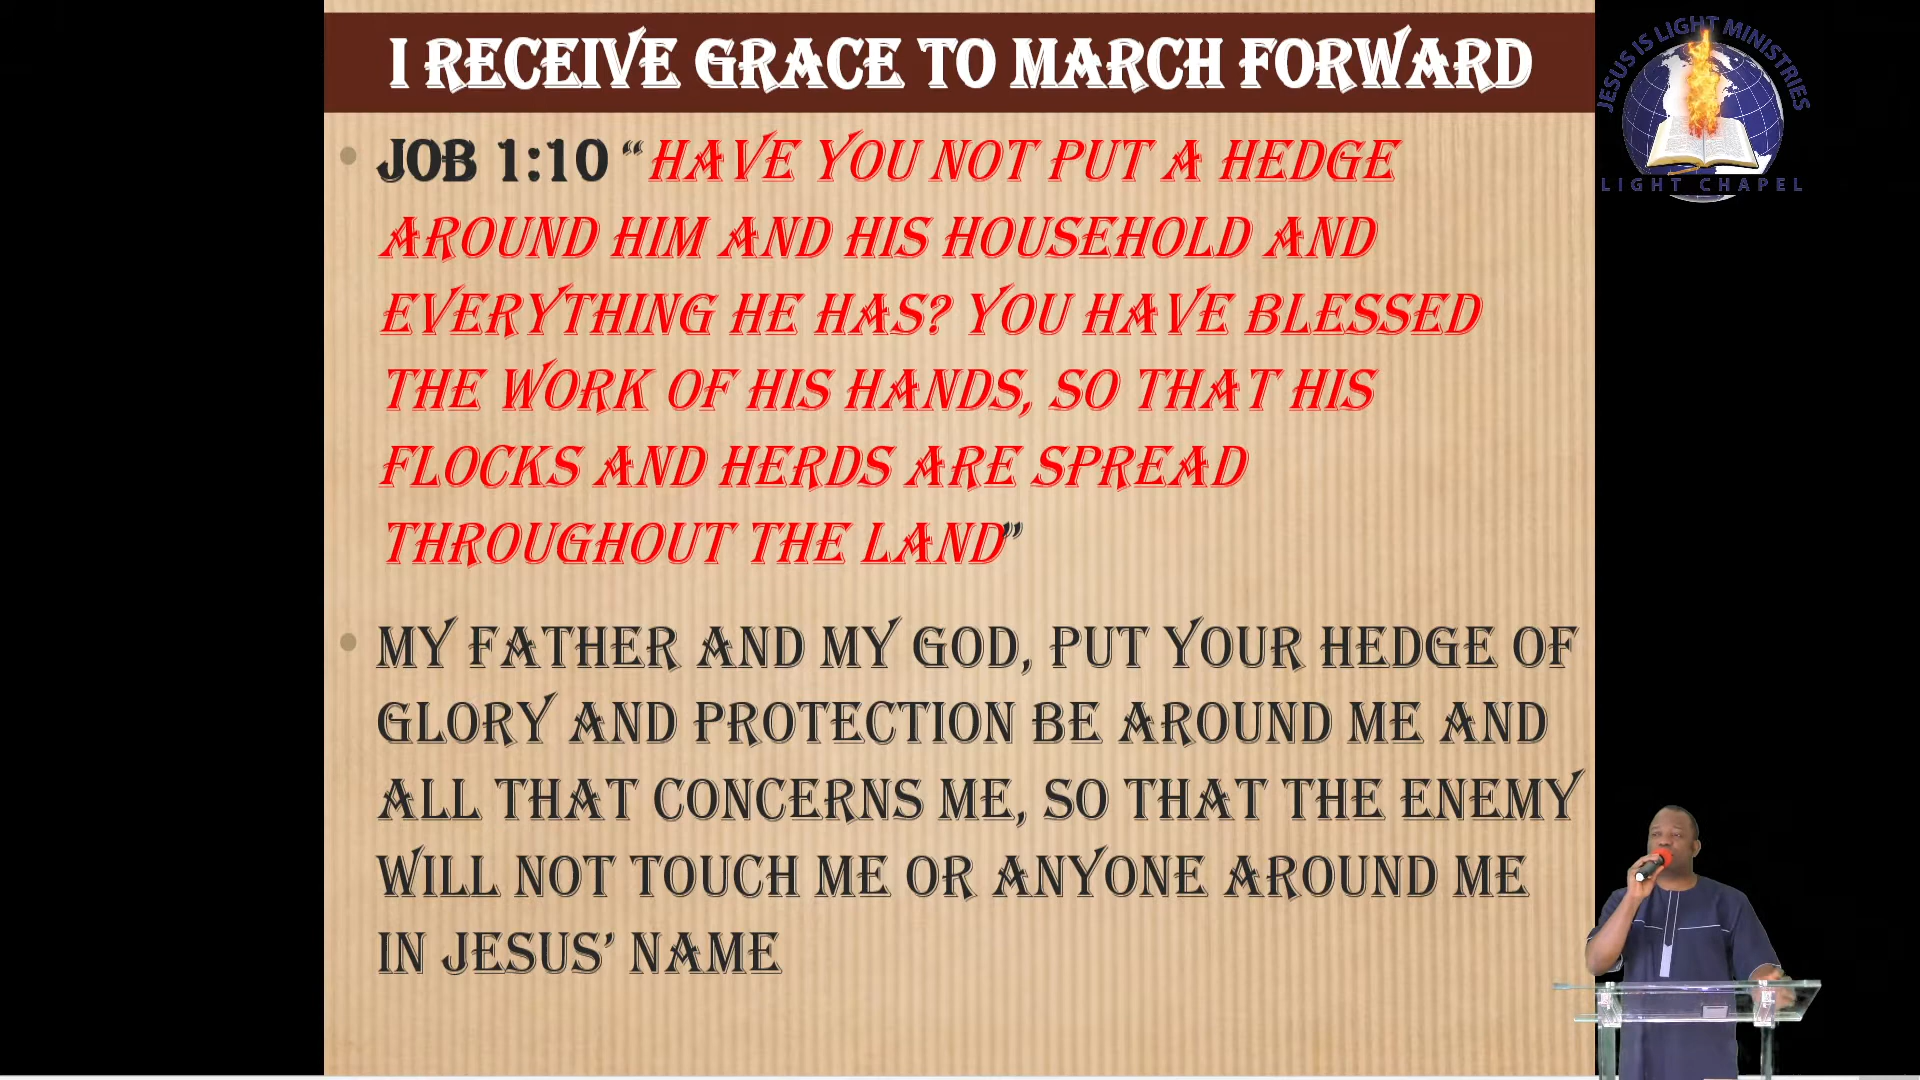 I RECEIVE GRACE TO MARCH FORWARD
JESUS IS LIGHT MINISTRIES
LIGHT CHAPEL
• JOB 1:10 “HAVE YOU NOT PUT A HEDGE
AROUND HIM AND HIS HOUSEHOLD AND
EVERYTHING HE HAS? YOU HAVE BLESSED
THE WORK OF HIS HANDS, SO THAT HIS
FLOCKS AND HERDS ARE SPREAD
THROUGHOUT THE LAND”
• MY FATHER AND MY GOD, PUT YOUR HEDGE OF
GLORY AND PROTECTION BE AROUND ME AND
ALL THAT CONCERNS ME, SO THAT THE ENEMY
WILL NOT TOUCH ME OR ANYONE AROUND ME
IN JESUS’ NAME